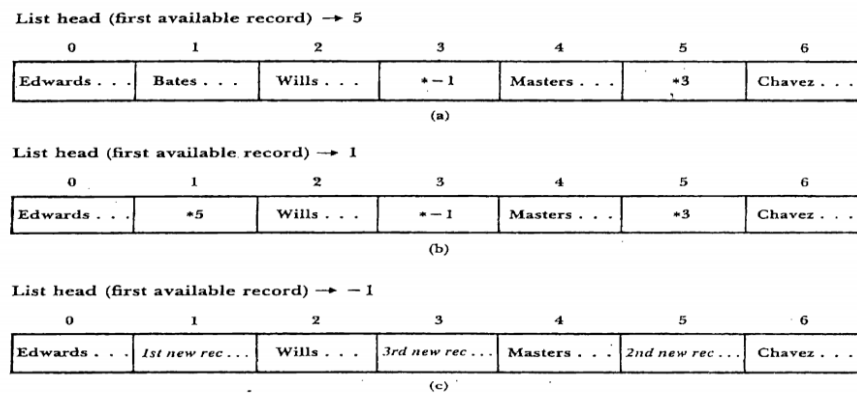 List head (first available record) → 5
0 1 2 3 4 5 6
Edwards . . . Bates . . . Wills . . . *−1 Masters . . . *3 Chavez . . .
(a)
List head (first available record) → 1
0 1 2 3 4 5 6
Edwards . . . *5 Wills . . . *−1 Masters . . . *3 Chavez . . .
(b)
List head (first available record) → −1
0 1 2 3 4 5 6
Edwards . . . 1st new rec . . . Wills . . . 3rd new rec . . . Masters . . . 2nd new rec . . . Chavez . . .
(c)